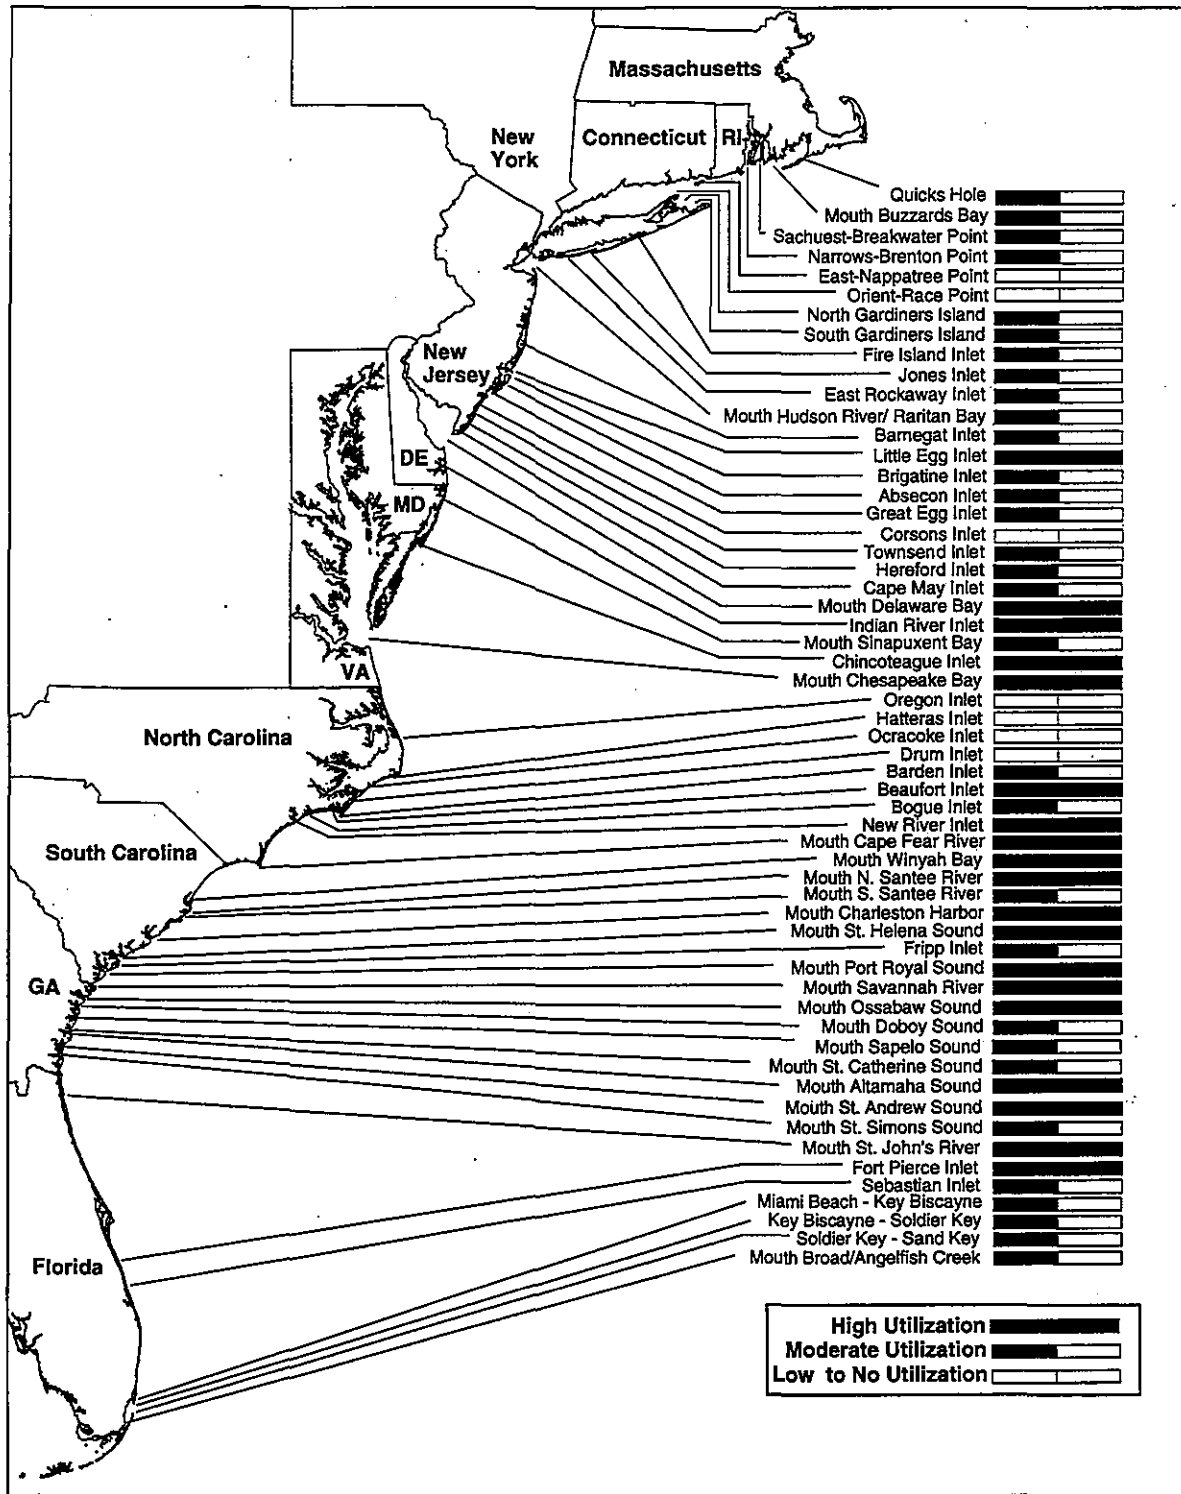 Massachusetts
Connecticut
RI
New
York
Quicks Hole
Mouth Buzzards Bay
Sachuest-Breakwater Point
Narrows-Brenton Point
East-Nappatree Point
Orient-Race Point
North Gardiners Island
South Gardiners Island
Fire Island Inlet
Jones Inlet
East Rockaway Inlet
Mouth Hudson River/ Raritan Bay
Barnegat Inlet
Little Egg Inlet
Brigatine Inlet
Absecon Inlet
Great Egg Inlet
Corsons Inlet
Townsend Inlet
Hereford Inlet
Cape May Inlet
Mouth Delaware Bay
Indian River Inlet
Mouth Sinapuxent Bay
Chincoteague Inlet
Mouth Chesapeake Bay
Oregon Inlet
Hatteras Inlet
Ocracoke Inlet
Drum Inlet
Barden Inlet
Beaufort Inlet
Bogue Inlet
New River Inlet
Mouth Cape Fear River
Mouth Winyah Bay
Mouth N. Santee River
Mouth S. Santee River
Mouth Charleston Harbor
Mouth St. Helena Sound
Fripp Inlet
Mouth Port Royal Sound
Mouth Savannah River
Mouth Ossabaw Sound
Mouth Doboy Sound
Mouth Sapelo Sound
Mouth St. Catherine Sound
Mouth Altamaha Sound
Mouth St. Andrew Sound
Mouth St. Simons Sound
Mouth St. John's River
Fort Pierce Inlet
Sebastian Inlet
Miami Beach - Key Biscayne
Key Biscayne - Soldier Key
Soldier Key - Sand Key
Mouth Broad/Angelfish Creek
New
Jersey
DE
MD
VA
North Carolina
South Carolina
GA
Florida
High Utilization
Moderate Utilization
Low to No Utilization